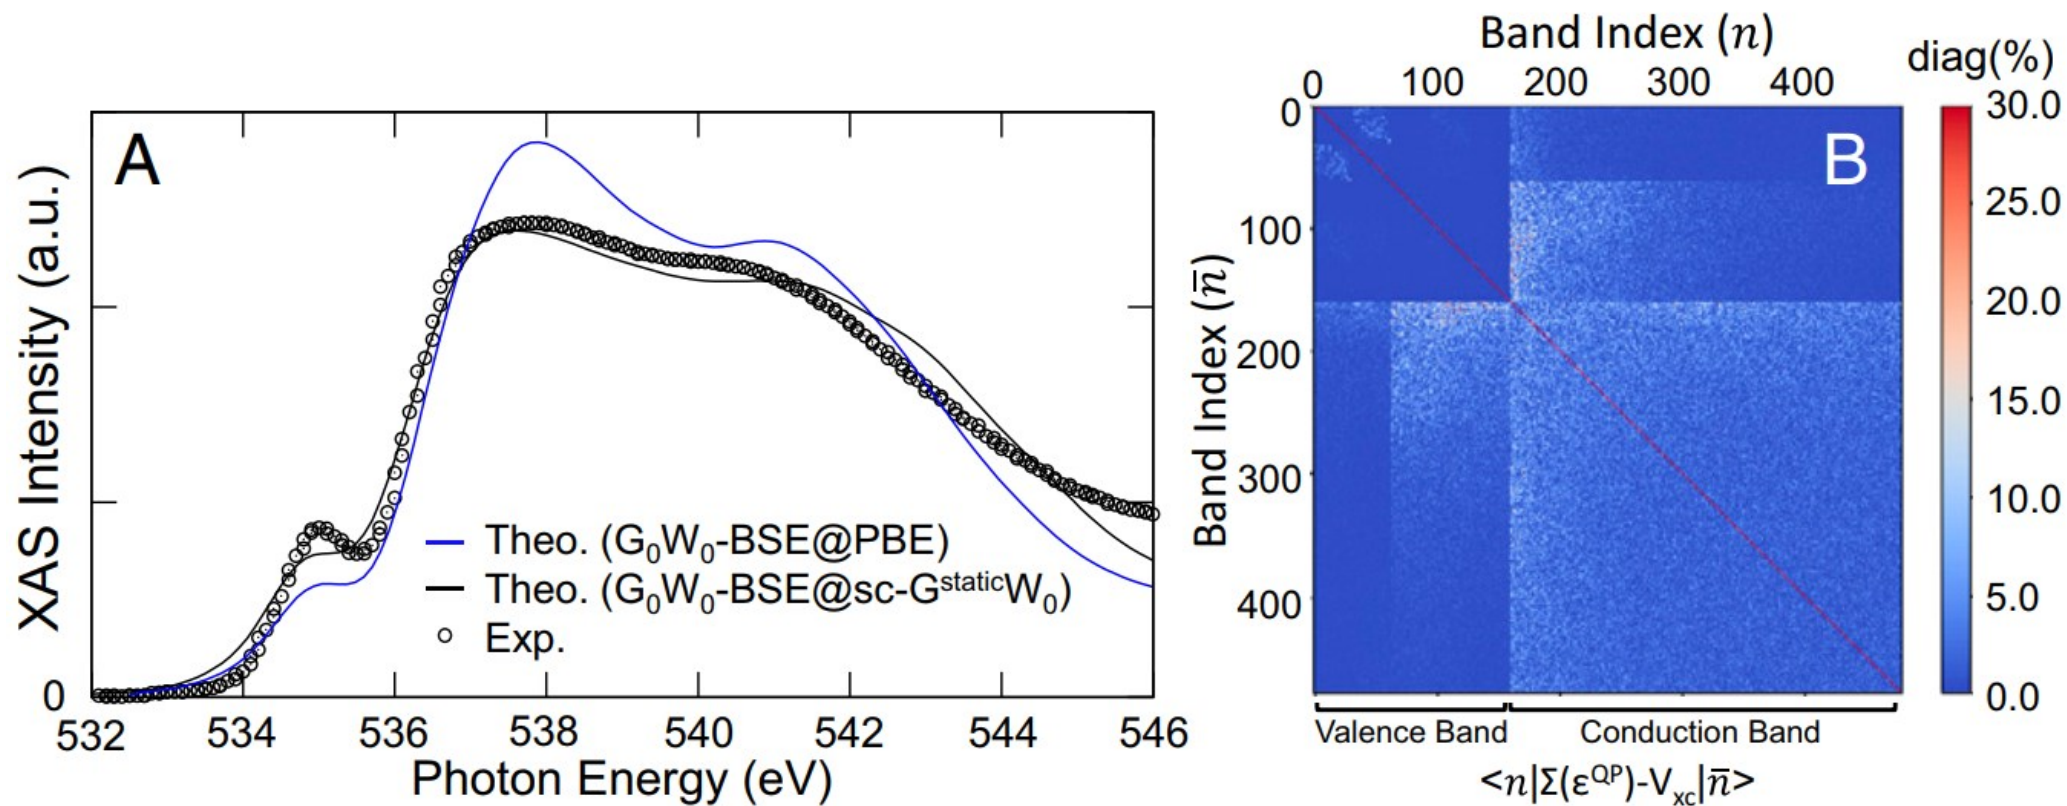 A
XAS Intensity (a.u.)
0
532 534 536 538 540 542 544 546
Photon Energy (eV)
Theo. (G₀W₀-BSE@PBE)
Theo. (G₀W₀-BSE@sc-GˢᵗᵃᵗⁱᶜW₀)
Exp.
Band Index (n)
0 100 200 300 400
B
Band Index (n̄)
0
100
200
300
400
Valence Band Conduction Band
<n|Σ(ε^QP)-V_xc|n̄>
diag(%)
30.0
25.0
20.0
15.0
10.0
5.0
0.0